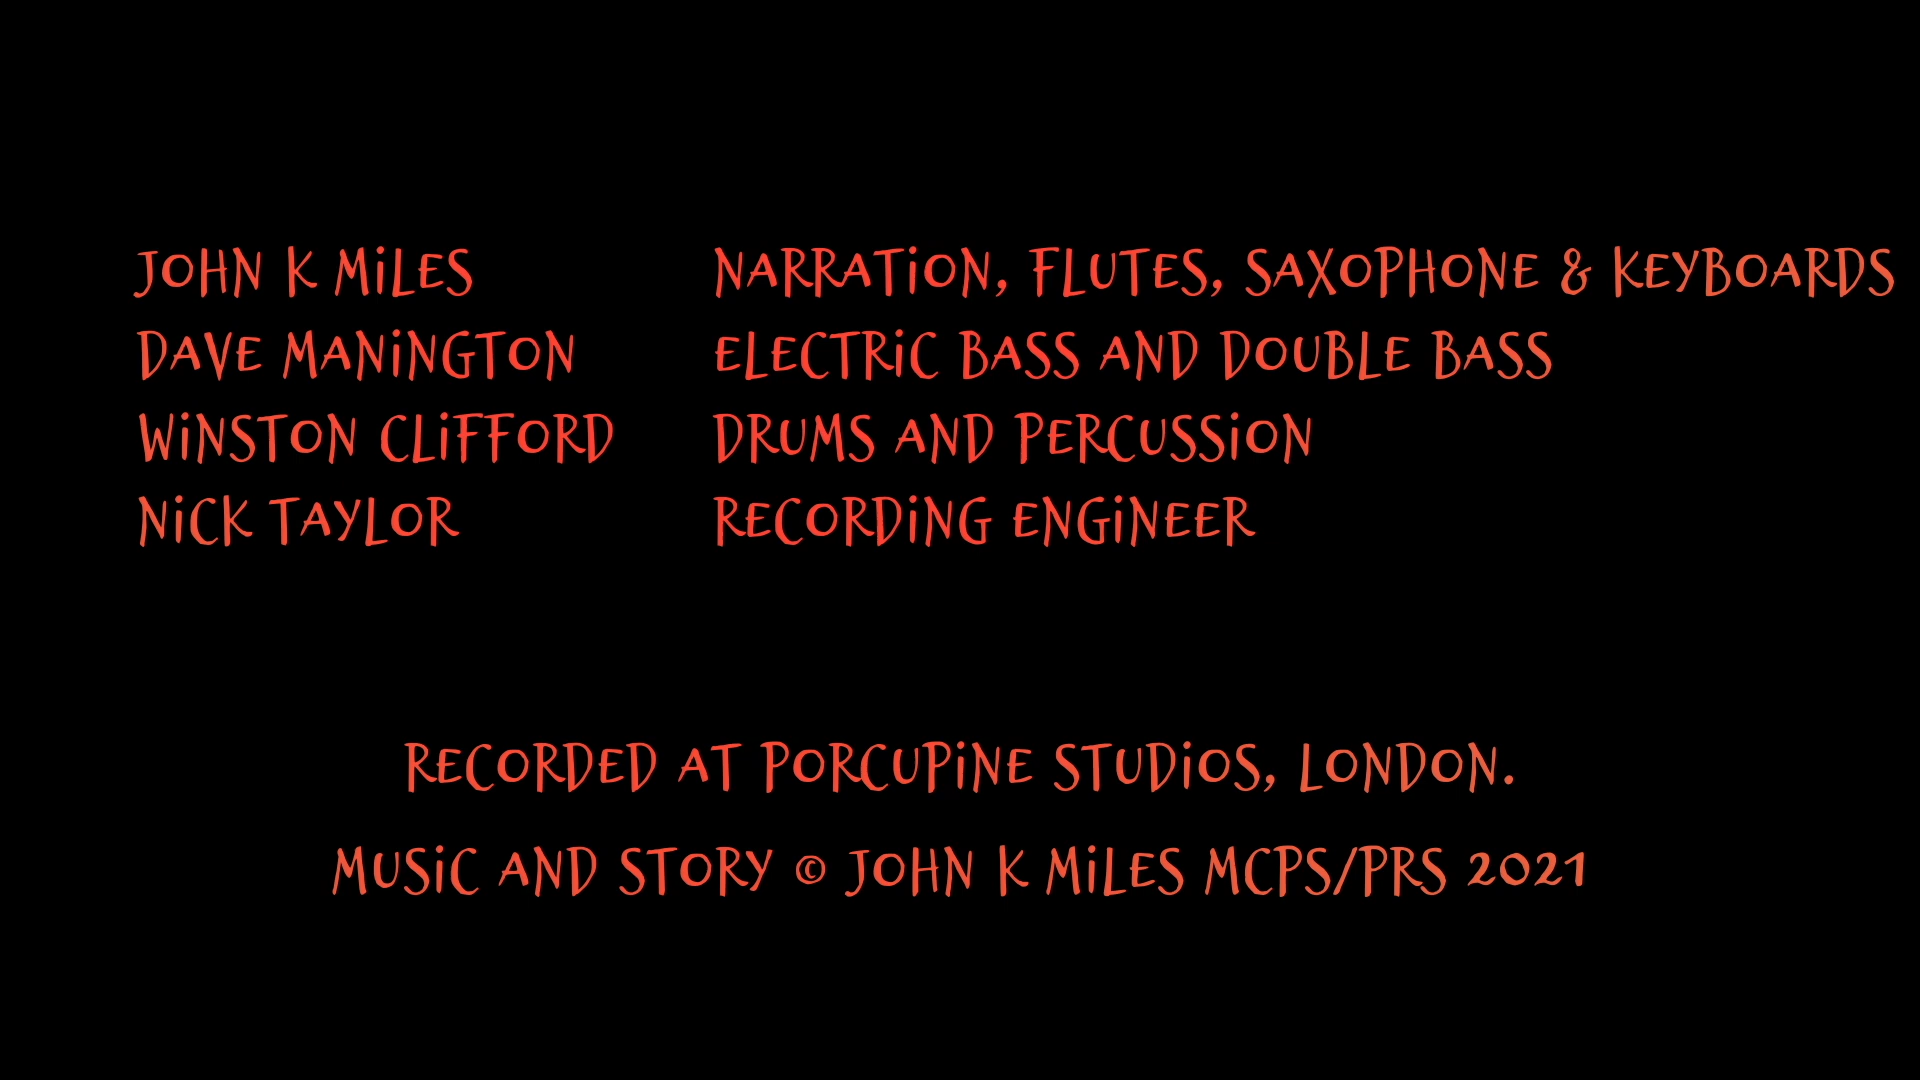 JOHN K MiLES NARRATiON, FLUTES, SAXOPHONE & KEYBOARDS
DAVE MANiNGTON ELECTRiC BASS AND DOUBLE BASS
WiNSTON CLiFFORD DRUMS AND PERCUSSiON
NiCK TAYLOR RECORDiNG ENGiNEER
RECORDED AT PORCUPiNE STUDiOS, LONDON.
MUSiC AND STORY © JOHN K MiLES MCPS/PRS 2021